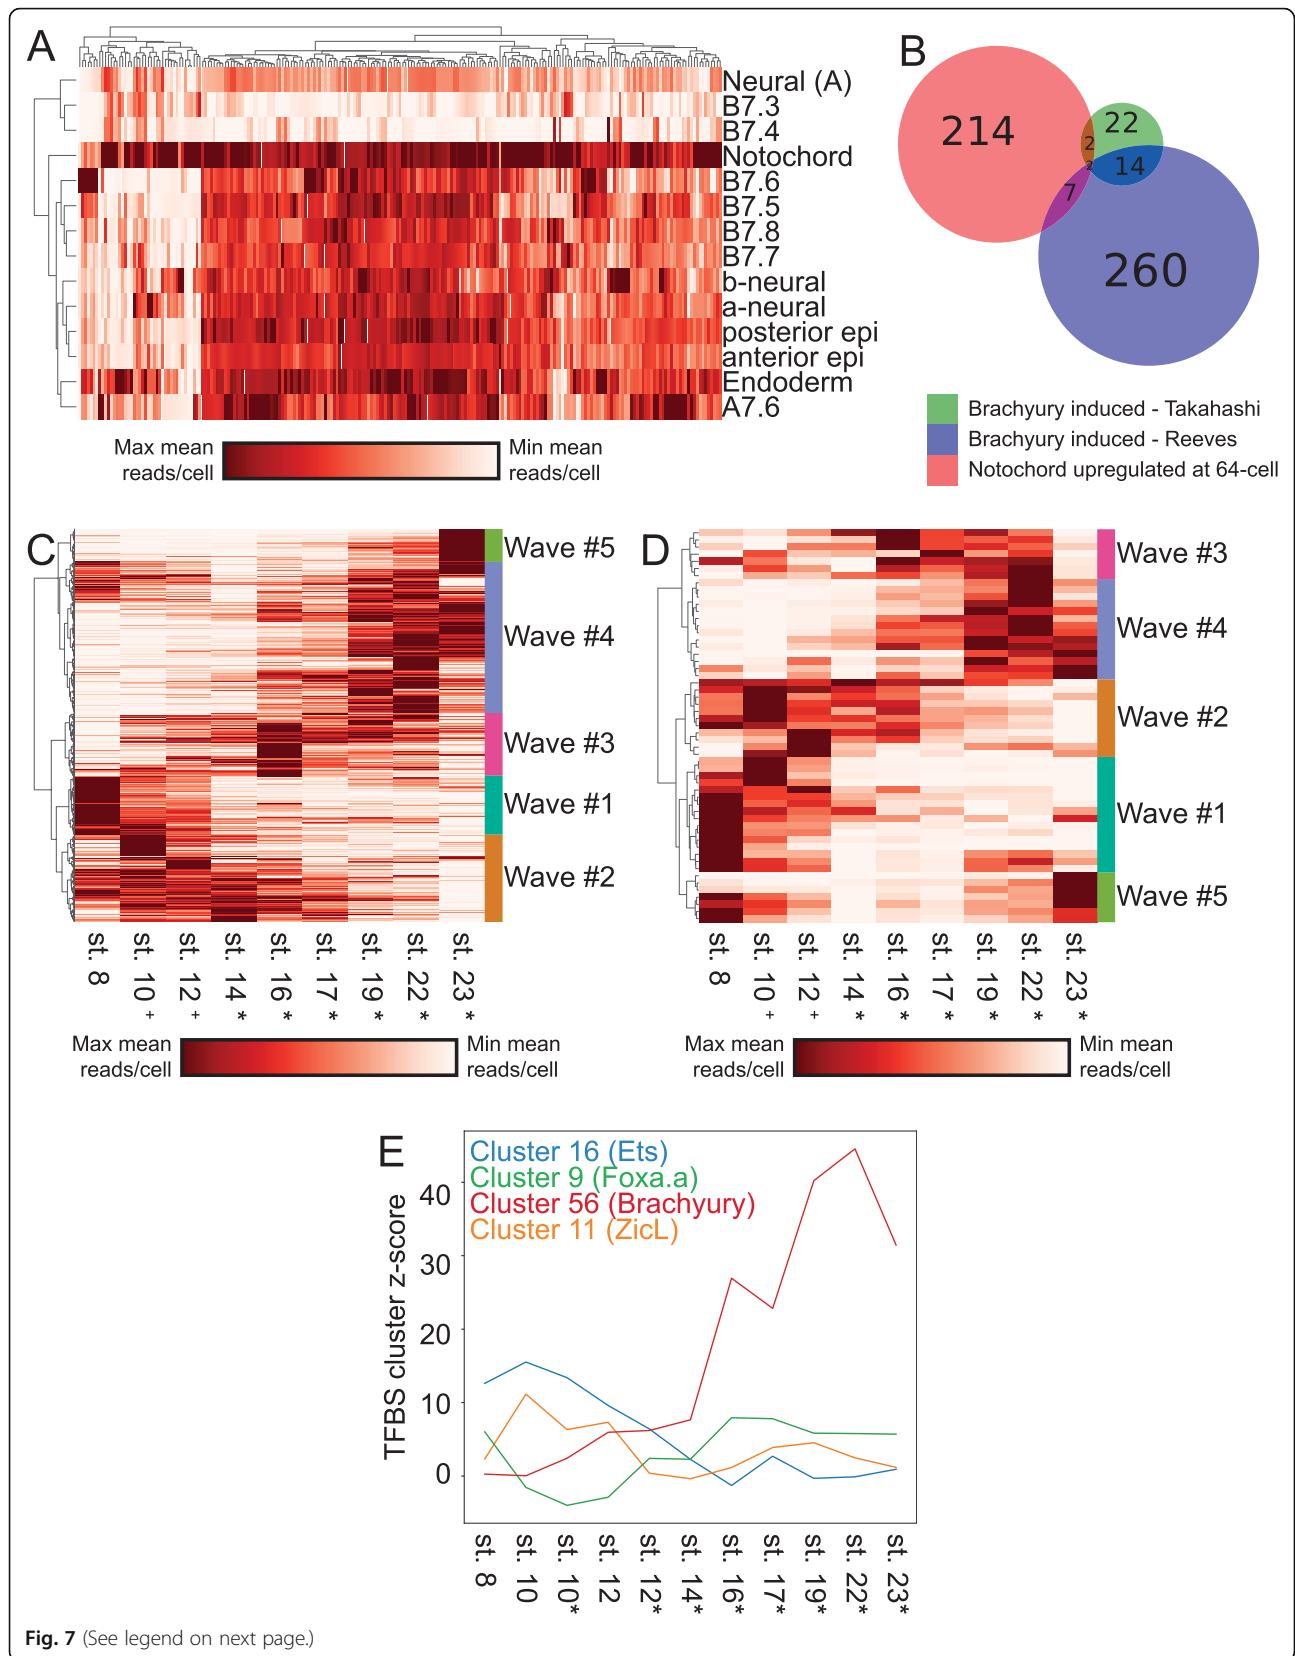 A
Neural (A)
B7.3
B7.4
Notochord
B7.6
B7.5
B7.8
B7.7
b-neural
a-neural
posterior epi
anterior epi
Endoderm
A7.6
Max mean
reads/cell
Min mean
reads/cell
B
214
22
2
2
14
7
260
Brachyury induced - Takahashi
Brachyury induced - Reeves
Notochord upregulated at 64-cell
C
Wave #5
Wave #4
Wave #3
Wave #1
Wave #2
st. 8
st. 10 +
st. 12 +
st. 14 *
st. 16 *
st. 17 *
st. 19 *
st. 22 *
st. 23 *
Max mean
reads/cell
Min mean
reads/cell
D
Wave #3
Wave #4
Wave #2
Wave #1
Wave #5
st. 8
st. 10 +
st. 12 +
st. 14 *
st. 16 *
st. 17 *
st. 19 *
st. 22 *
st. 23 *
Max mean
reads/cell
Min mean
reads/cell
E
Cluster 16 (Ets)
Cluster 9 (Foxa.a)
Cluster 56 (Brachyury)
Cluster 11 (ZicL)
TFBS cluster z-score
40
30
20
10
0
st. 8
st. 10
st. 10*
st. 12
st. 12*
st. 14*
st. 16*
st. 17*
st. 19*
st. 22*
st. 23*
Fig. 7 (See legend on next page.)